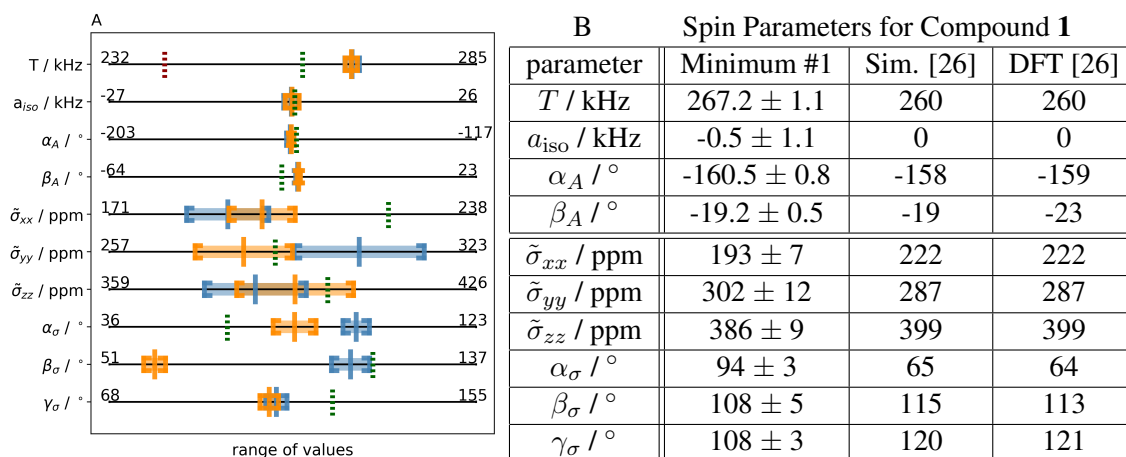 A
T / kHz 232 285
a_iso / kHz -27 26
α_A / ° -203 -117
β_A / ° -64 23
σ̃_xx / ppm 171 238
σ̃_yy / ppm 257 323
σ̃_zz / ppm 359 426
α_σ / ° 36 123
β_σ / ° 51 137
γ_σ / ° 68 155
range of values
B Spin Parameters for Compound 1
parameter Minimum #1 Sim. [26] DFT [26]
T / kHz 267.2 ± 1.1 260 260
a_iso / kHz -0.5 ± 1.1 0 0
α_A / ° -160.5 ± 0.8 -158 -159
β_A / ° -19.2 ± 0.5 -19 -23
σ̃_xx / ppm 193 ± 7 222 222
σ̃_yy / ppm 302 ± 12 287 287
σ̃_zz / ppm 386 ± 9 399 399
α_σ / ° 94 ± 3 65 64
β_σ / ° 108 ± 5 115 113
γ_σ / ° 108 ± 3 120 121